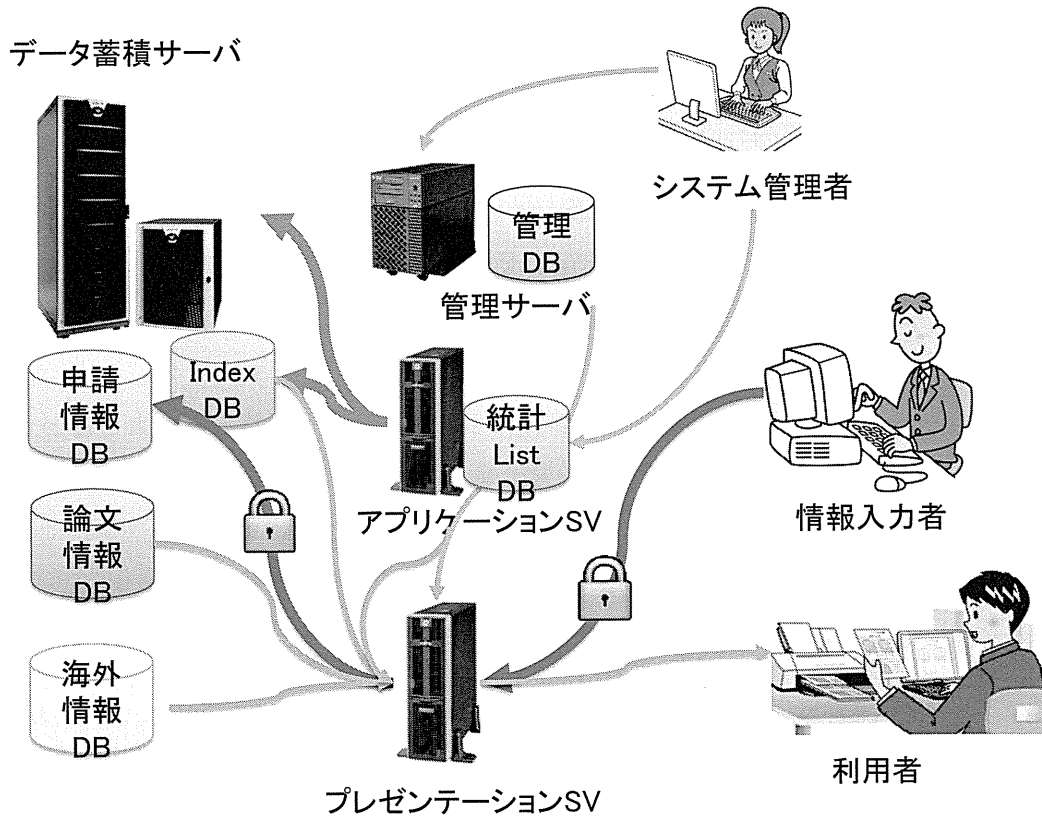 データ蓄積サーバ
システム管理者
管理
DB
管理サーバ
申請
情報
DB
Index
DB
統計
List
DB
アプリケーションSV
情報入力者
論文
情報
DB
海外
情報
DB
利用者
プレゼンテーションSV